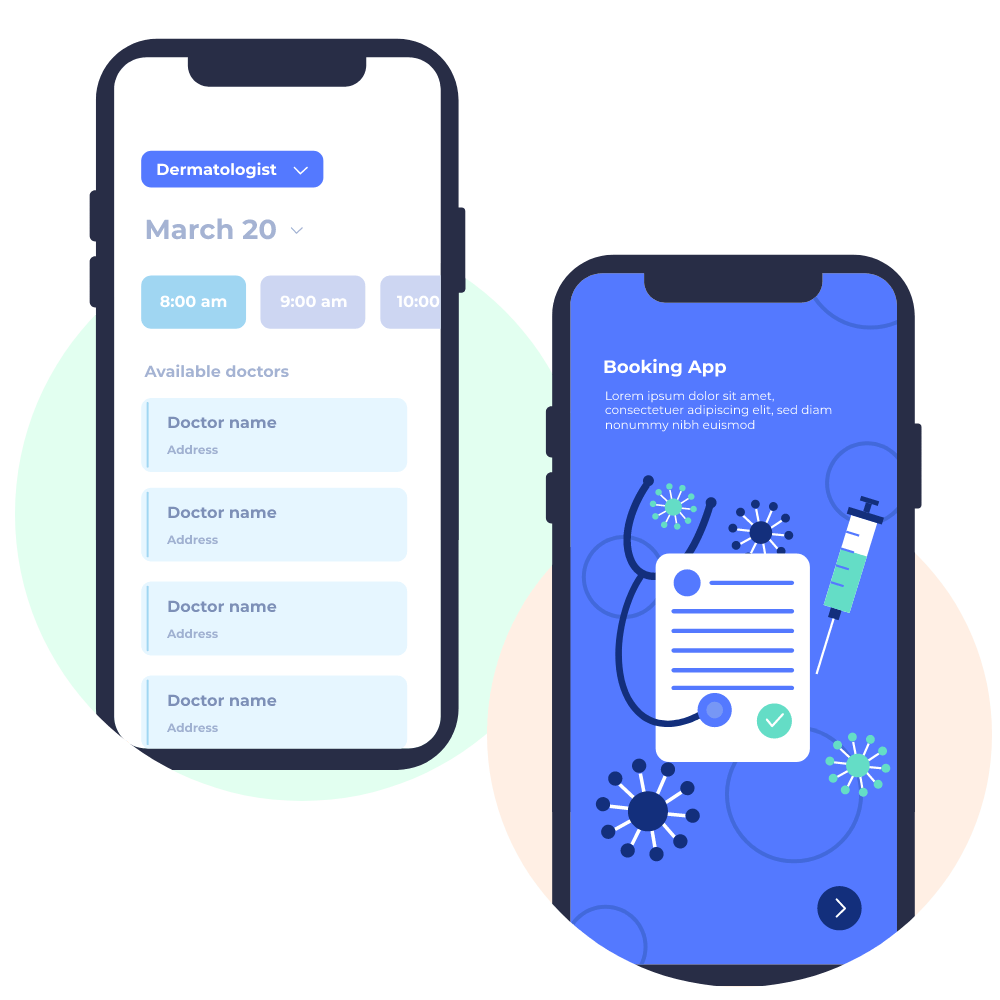 Dermatologist
March 20
8:00 am
9:00 am
10:00
Available doctors
Doctor name
Address
Doctor name
Address
Doctor name
Address
Doctor name
Address
Booking App
Lorem ipsum dolor sit amet,
consectetuer adipiscing elit, sed diam
nonummy nibh euismod